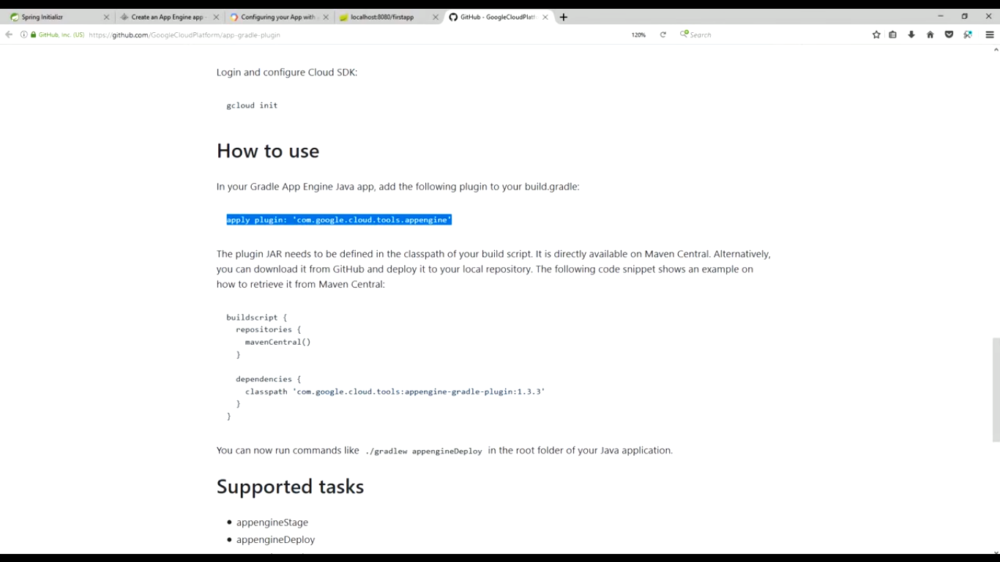 Spring Initializr
Create an App Engine app
Configuring your App with
localhost:8080/firstapp
GitHub - GoogleCloudPlatf
GitHub, Inc. (US)
https://github.com/GoogleCloudPlatform/app-gradle-plugin
120%
Search
Login and configure Cloud SDK:
gcloud init
How to use
In your Gradle App Engine Java app, add the following plugin to your build.gradle:
apply plugin: 'com.google.cloud.tools.appengine'
The plugin JAR needs to be defined in the classpath of your build script. It is directly available on Maven Central. Alternatively,
you can download it from GitHub and deploy it to your local repository. The following code snippet shows an example on
how to retrieve it from Maven Central:
buildscript {
repositories {
mavenCentral()
}
dependencies {
classpath 'com.google.cloud.tools:appengine-gradle-plugin:1.3.3'
}
}
You can now run commands like ./gradlew appengineDeploy in the root folder of your Java application.
Supported tasks
• appengineStage
• appengineDeploy